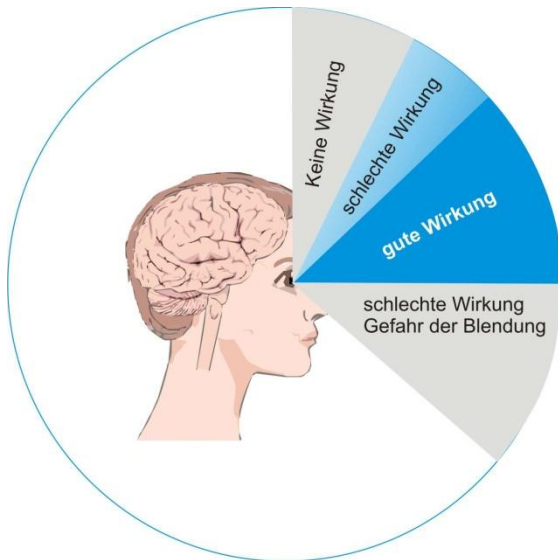 Keine Wirkung
schlechte Wirkung
gute Wirkung
schlechte Wirkung
Gefahr der Blendung